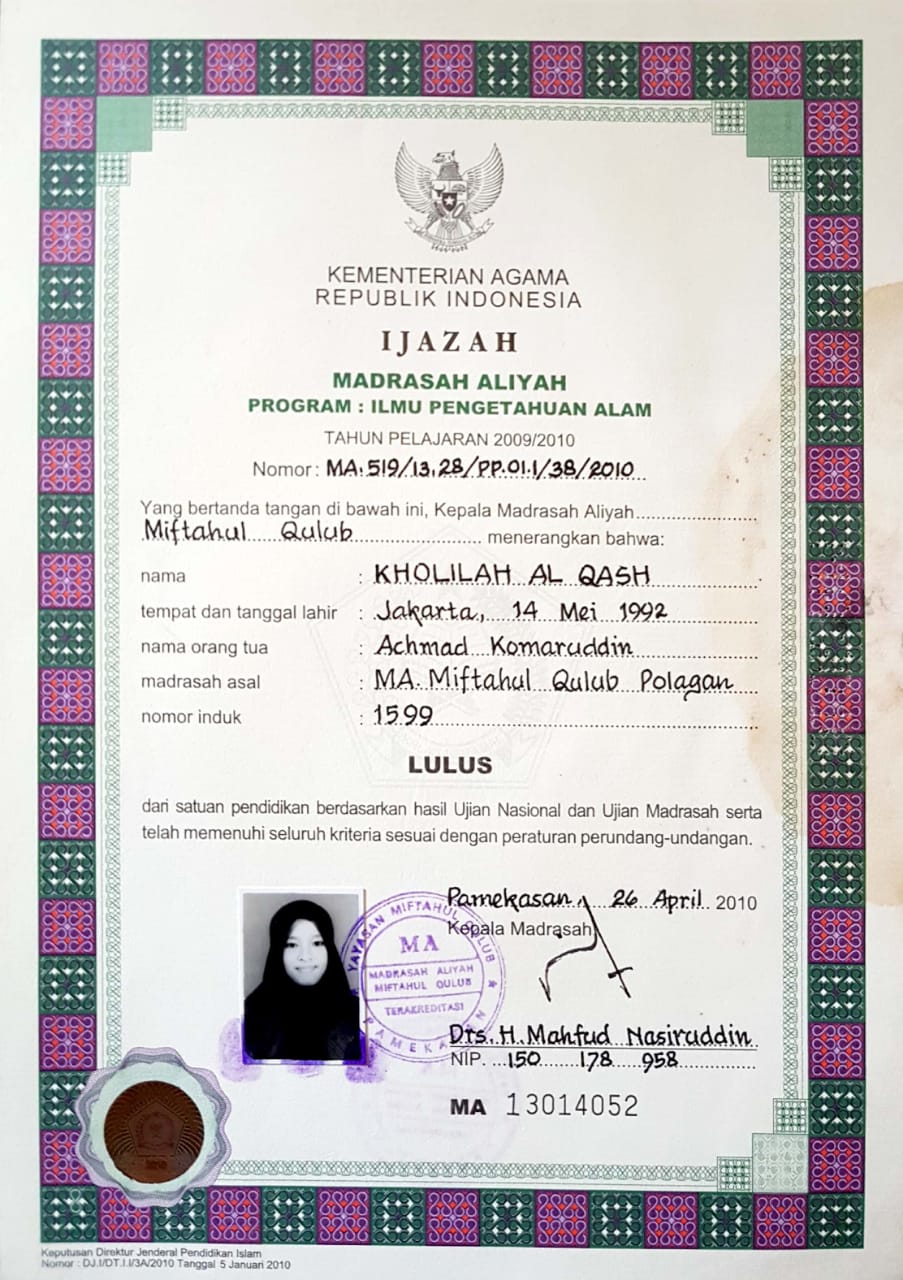 KEMENTERIAN AGAMA
REPUBLIK INDONESIA
IJAZAH
MADRASAH ALIYAH
PROGRAM : ILMU PENGETAHUAN ALAM
TAHUN PELAJARAN 2009/2010
Nomor : MA. 519/13.28/PP.01.1/38/2010
Yang bertanda tangan di bawah ini, Kepala Madrasah Aliyah
Miftahul Qulub menerangkan bahwa:
nama : KHOLILAH AL QASH
tempat dan tanggal lahir : Jakarta, 14 Mei 1992
nama orang tua : Achmad Komaruddin
madrasah asal : MA. Miftahul Qulub Polagan
nomor induk : 1599
LULUS
dari satuan pendidikan berdasarkan hasil Ujian Nasional dan Ujian Madrasah serta
telah memenuhi seluruh kriteria sesuai dengan peraturan perundang-undangan.
Pamekasan, 26 April 2010
Kepala Madrasah
YAYASAN MIFTAHUL QULUB
MA
MADRASAH ALIYAH
MIFTAHUL QULUB
TERAKREDITASI
PAMEKASAN
Drs. H. Mahfud Nasiruddin
NIP. 150 178 958
MA 13014052
Keputusan Direktur Jenderal Pendidikan Islam
Nomor : DJ.I/DT.I.I/3A/2010 Tanggal 5 Januari 2010